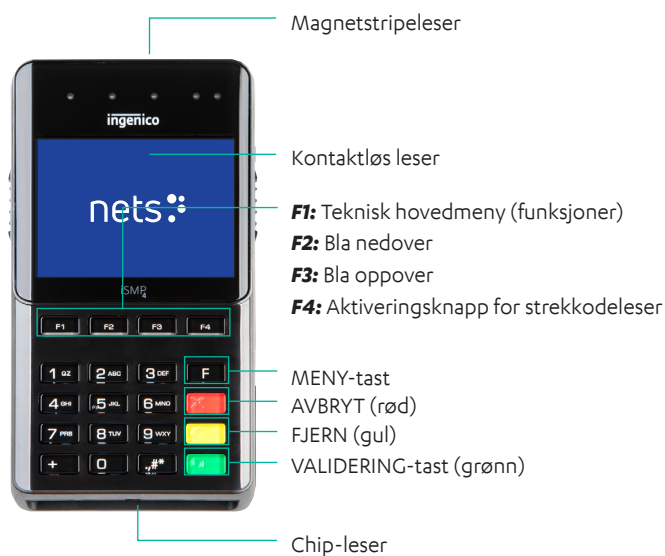 Magnetstripeleser
ingenico
Kontaktløs leser
nets
F1: Teknisk hovedmeny (funksjoner)
F2: Bla nedover
F3: Bla oppover
F4: Aktiveringsknapp for strekkodeleser
iSMP4
F1 F2 F3 F4
1 QZ 2 ABC 3 DEF F
MENY-tast
4 GHI 5 JKL 6 MNO
AVBRYT (rød)
7 PRS 8 TUV 9 WXY
FJERN (gul)
+ 0 .,#*
VALIDERING-tast (grønn)
Chip-leser